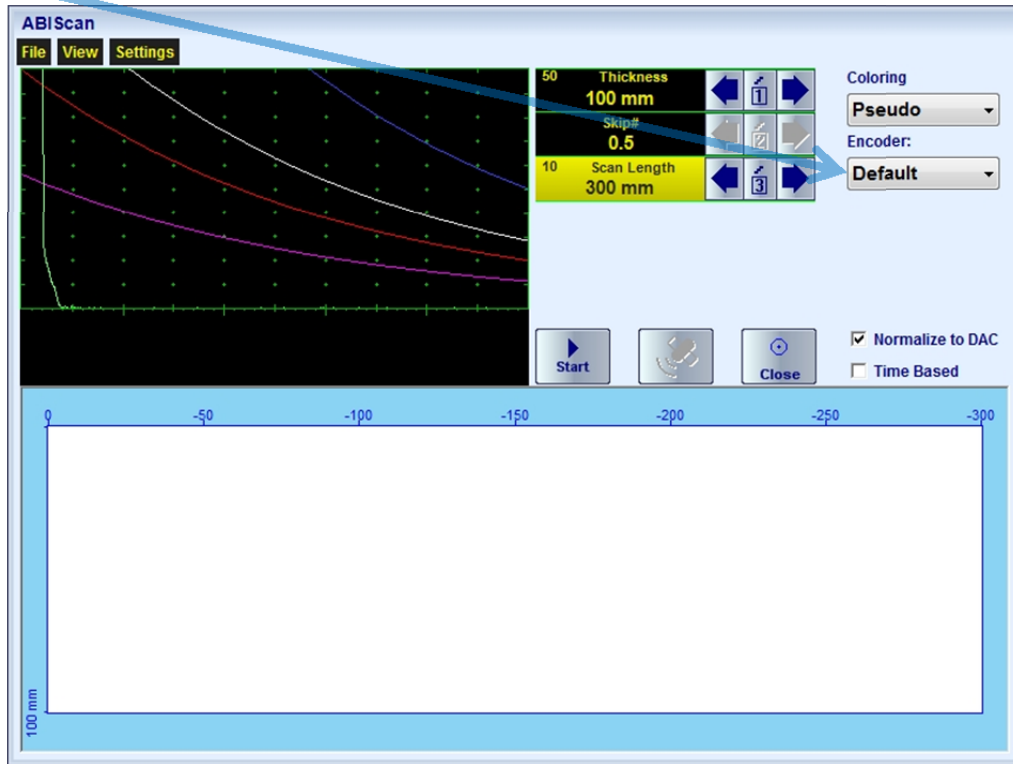 ABIScan
File View Settings
50 Thickness
100 mm
1
Skip#
0.5
2
10 Scan Length
300 mm
3
Coloring
Pseudo
Encoder:
Default
Start
Close
Normalize to DAC
Time Based
0 -50 -100 -150 -200 -250 -300
100 mm